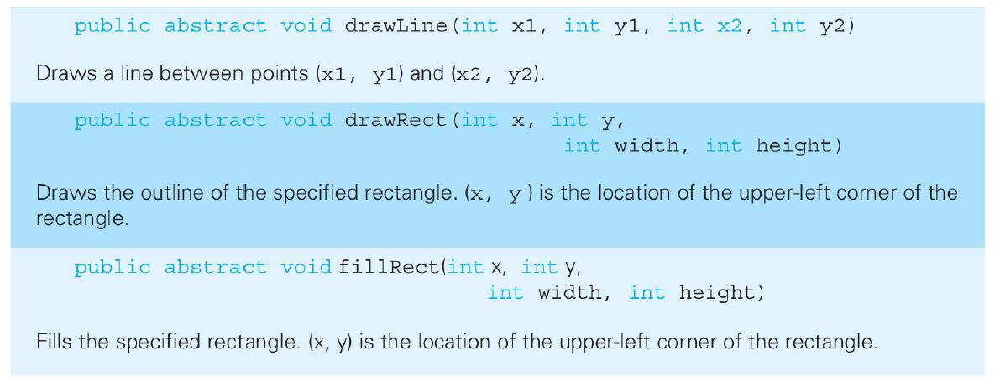 public abstract void drawLine(int x1, int y1, int x2, int y2)
Draws a line between points (x1, y1) and (x2, y2).
public abstract void drawRect(int x, int y,
int width, int height)
Draws the outline of the specified rectangle. (x, y) is the location of the upper-left corner of the
rectangle.
public abstract void fillRect(int x, int y,
int width, int height)
Fills the specified rectangle. (x, y) is the location of the upper-left corner of the rectangle.